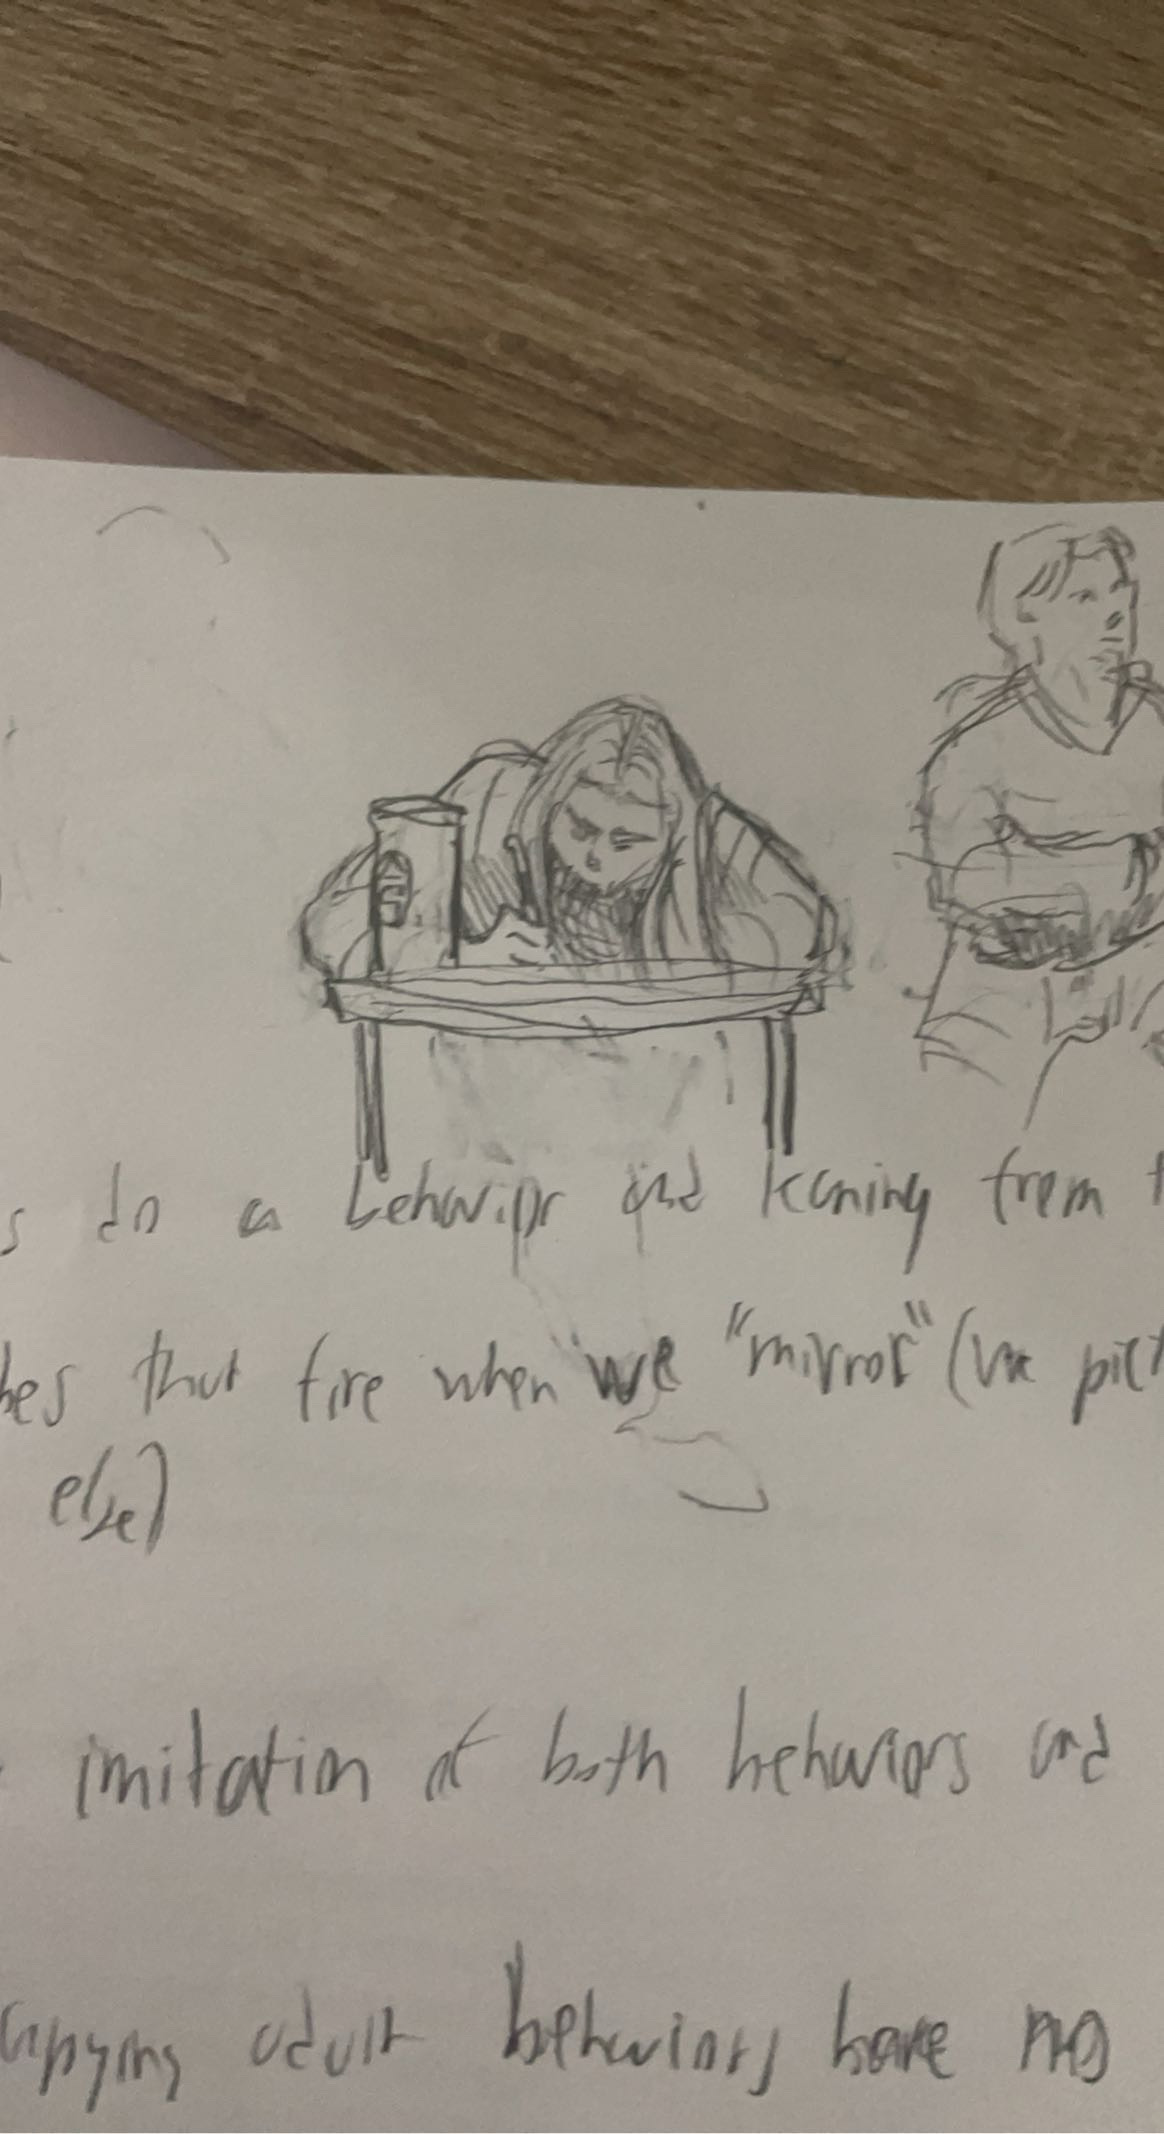 s do a behavior and learning from t
hes that fire when we "mirror" (we pict
else)
imitation of both behaviors and
copying adult behaviors have no